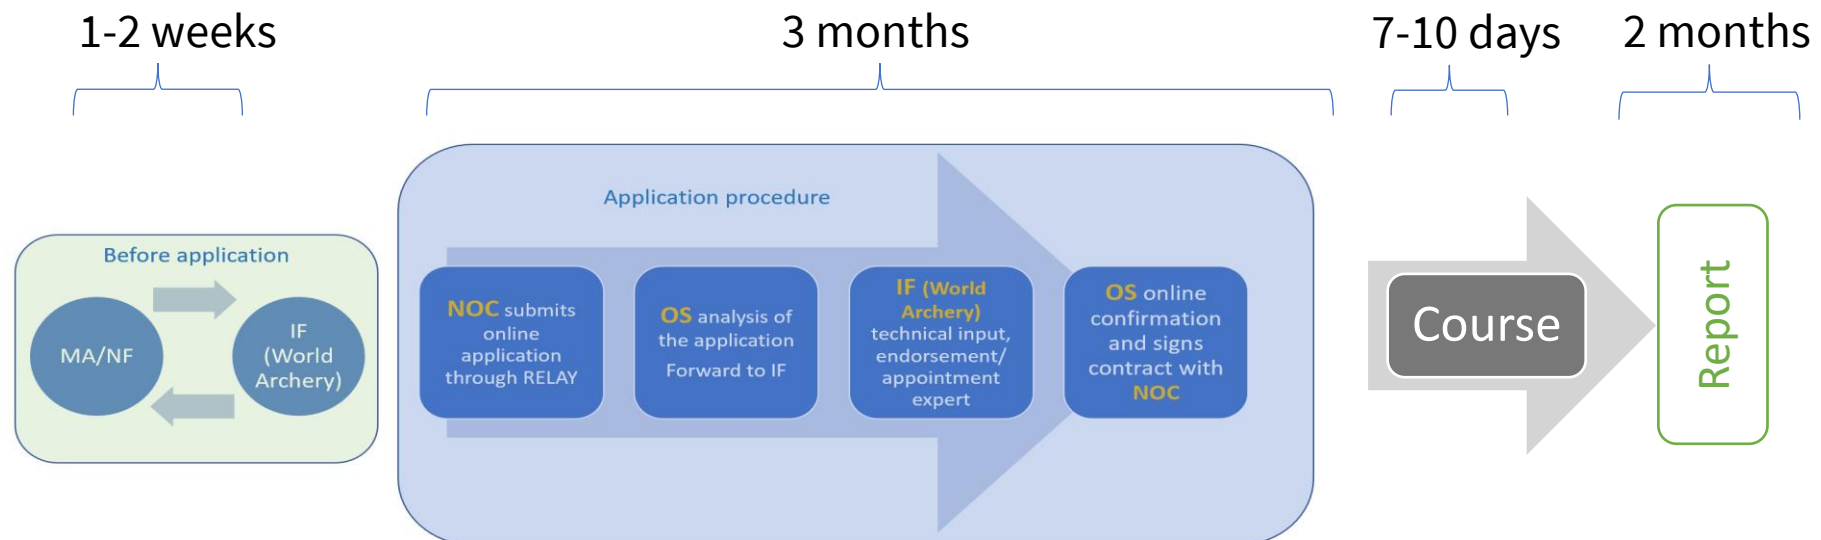 1-2 weeks
3 months
7-10 days
2 months
Before application
MA/NF
IF
(World
Archery)
Application procedure
NOC submits
online
application
through RELAY
OS analysis of
the application
Forward to IF
IF (World
Archery)
technical input,
endorsement/
appointment
expert
OS online
confirmation
and signs
contract with
NOC
Course
Report